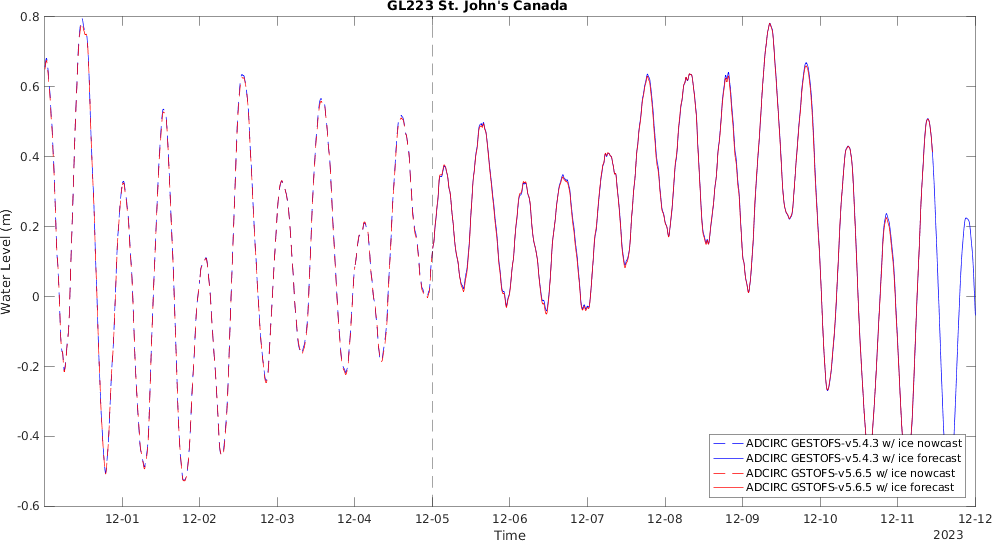 GL223 St. John's Canada
0.8
0.6
0.4
0.2
0
-0.2
-0.4
-0.6
Water Level (m)
ADCIRC GESTOFS-v5.4.3 w/ ice nowcast
ADCIRC GESTOFS-v5.4.3 w/ ice forecast
ADCIRC GSTOFS-v5.6.5 w/ ice nowcast
ADCIRC GSTOFS-v5.6.5 w/ ice forecast
12-01 12-02 12-03 12-04 12-05 12-06 12-07 12-08 12-09 12-10 12-11 12-12
Time
2023